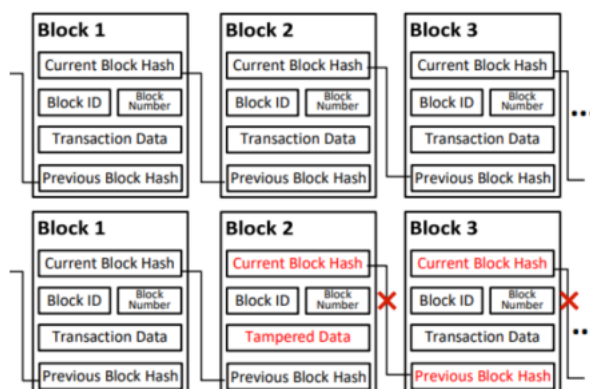 Block 1
Current Block Hash
Block ID
Block
Number
Transaction Data
Previous Block Hash
Block 2
Current Block Hash
Block ID
Block
Number
Transaction Data
Previous Block Hash
Block 3
Current Block Hash
Block ID
Block
Number
Transaction Data
Previous Block Hash
...
Block 1
Current Block Hash
Block ID
Block
Number
Transaction Data
Previous Block Hash
Block 2
Current Block Hash
Block ID
Block
Number
Tampered Data
Previous Block Hash
Block 3
Current Block Hash
Block ID
Block
Number
Transaction Data
Previous Block Hash
...